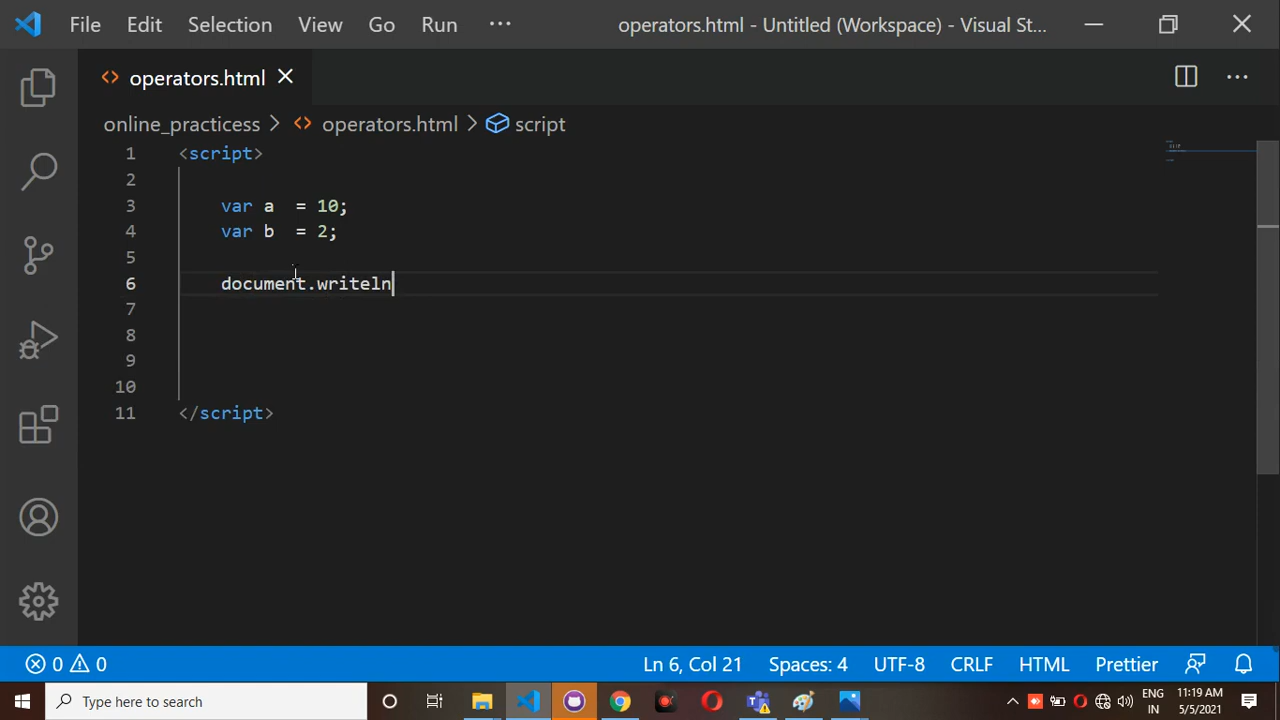 File Edit Selection View Go Run ··· operators.html - Untitled (Workspace) - Visual St...
operators.html
online_practicess > operators.html > script
1 <script>
2
3 var a  = 10;
4 var b  = 2;
5
6 document.writeln
7
8
9
10
11 </script>
0 0 Ln 6, Col 21 Spaces: 4 UTF-8 CRLF HTML Prettier
Type here to search ENG 11:19 AM
IN 5/5/2021